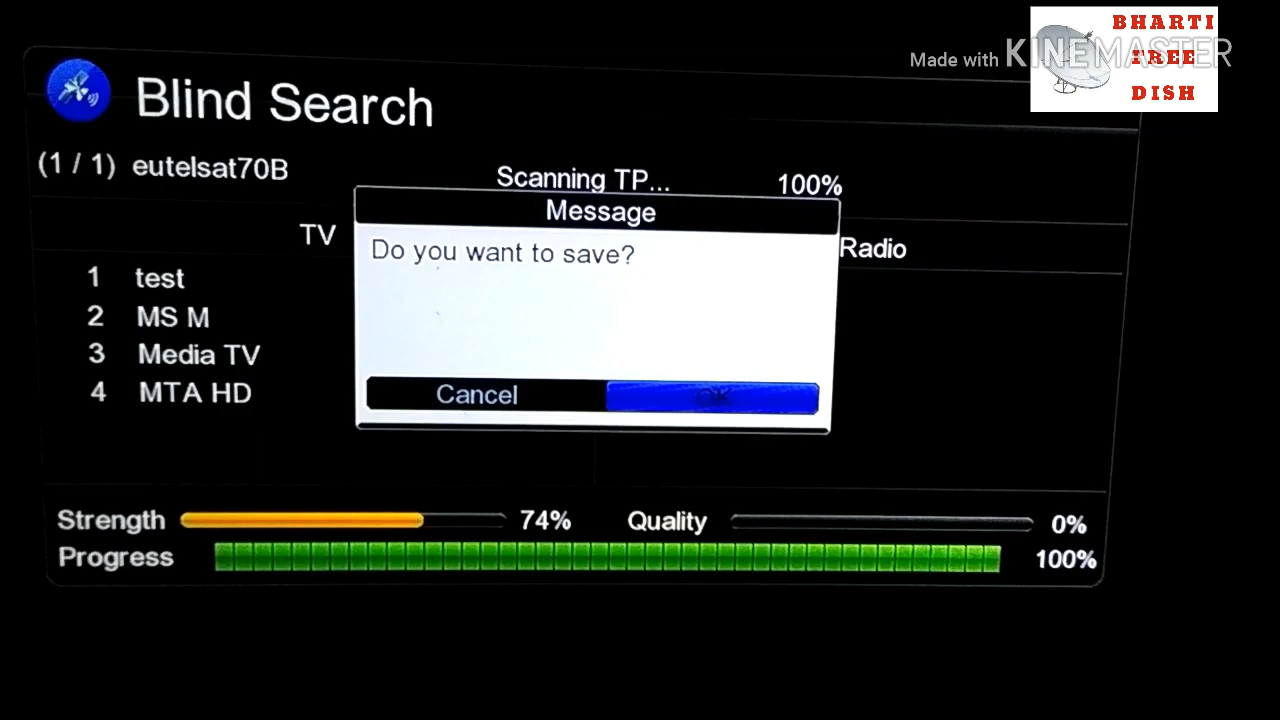 BHARTI
Made with KINEMASTER
FREE
DISH
Blind Search
(1 / 1) eutelsat70B
Scanning TP... 100%
Message
TV
Radio
Do you want to save?
1 test
2 MS M
3 Media TV
4 MTA HD
Cancel OK
Strength 74% Quality 0%
Progress 100%